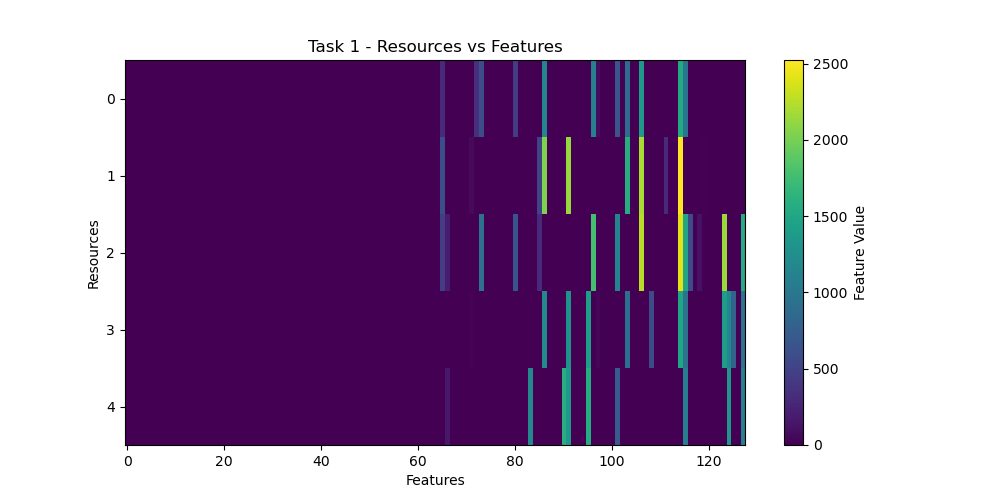 Task 1 - Resources vs Features
Resources
0
1
2
3
4
0 20 40 60 80 100 120
Features
2500
2000
1500
1000
500
0
Feature Value